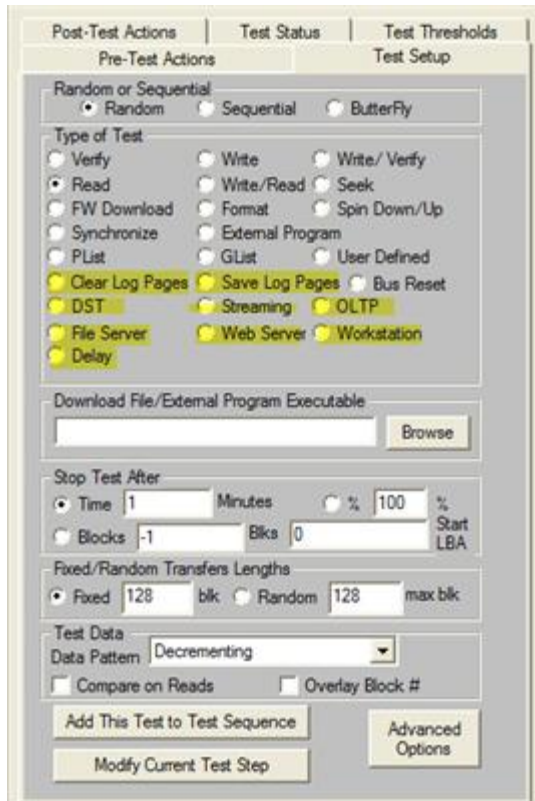 Post-Test Actions Test Status Test Thresholds
Pre-Test Actions Test Setup
Random or Sequential
Random Sequential ButterFly
Type of Test
Verify Write Write/Verify
Read Write/Read Seek
FW Download Format Spin Down/Up
Synchronize External Program
PList GList User Defined
Clear Log Pages Save Log Pages Bus Reset
DST Streaming OLTP
File Server Web Server Workstation
Delay
Download File/External Program Executable
Browse
Stop Test After
Time 1 Minutes % 100 %
Blocks -1 Blks 0 Start LBA
Fixed/Random Transfers Lengths
Fixed 128 blk Random 128 max blk
Test Data
Data Pattern Decrementing
Compare on Reads Overlay Block #
Add This Test to Test Sequence
Advanced Options
Modify Current Test Step